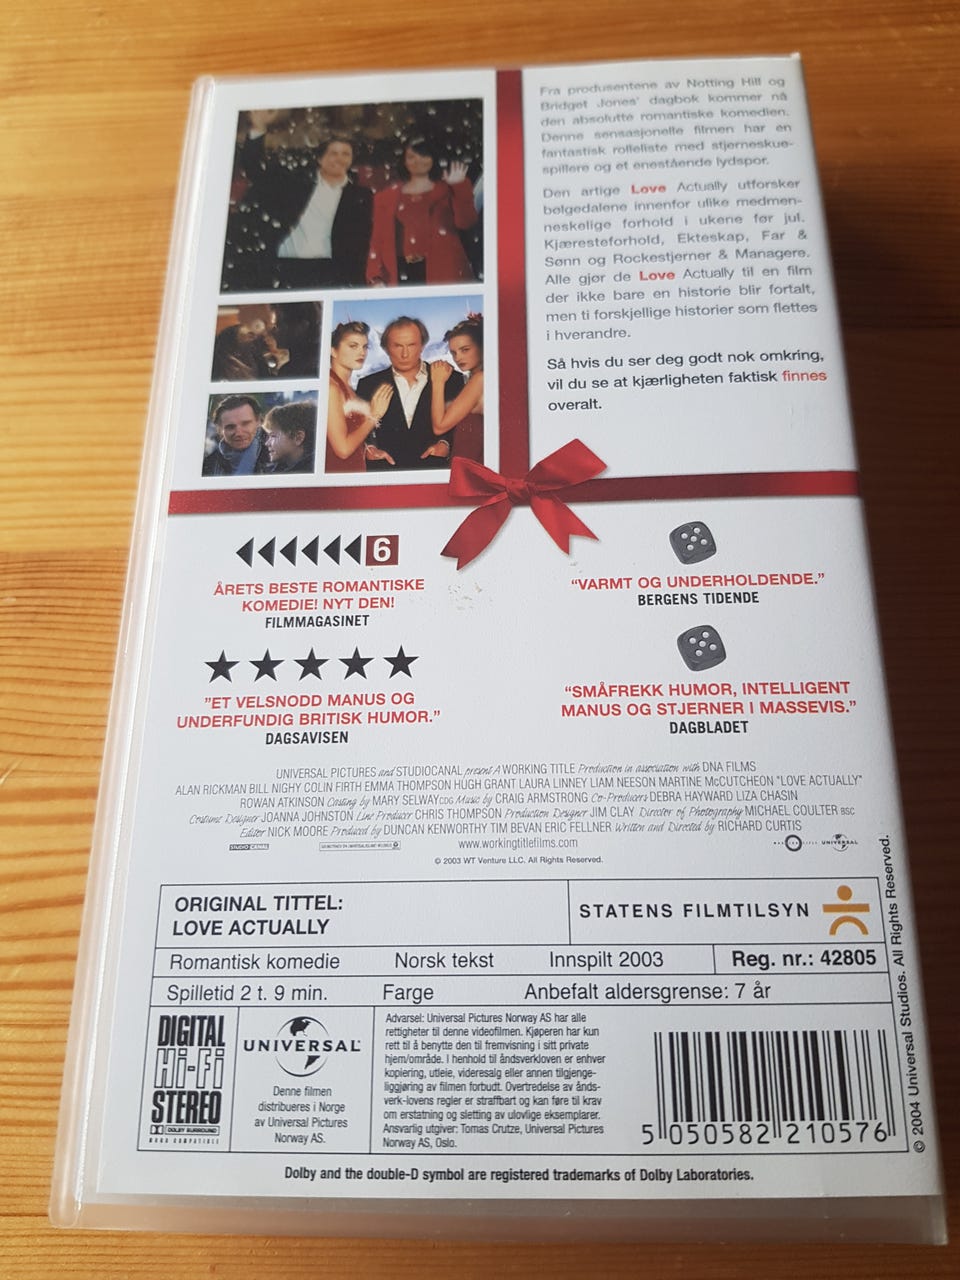 Fra produsentene av Notting Hill og
Bridget Jones' dagbok kommer nå
den absolutte romantiske komedien.
Denne sensasjonelle filmen har en
fantastisk rolleliste med stjerneskue-
spillere og et enestående lydspor.
Den artige Love Actually utforsker
bølgedalene innenfor ulike medmen-
neskelige forhold i ukene før jul.
Kjæresteforhold, Ekteskap, Far &
Sønn og Rockestjerner & Managere.
Alle gjør de Love Actually til en film
der ikke bare en historie blir fortalt,
men ti forskjellige historier som flettes
i hverandre.
Så hvis du ser deg godt nok omkring,
vil du se at kjærligheten faktisk finnes
overalt.
6
ÅRETS BESTE ROMANTISKE
KOMEDIE! NYT DEN!
FILMMAGASINET
"VARMT OG UNDERHOLDENDE."
BERGENS TIDENDE
"ET VELSNODD MANUS OG
UNDERFUNDIG BRITISK HUMOR."
DAGSAVISEN
"SMÅFREKK HUMOR, INTELLIGENT
MANUS OG STJERNER I MASSEVIS."
DAGBLADET
UNIVERSAL PICTURES and STUDIOCANAL present A WORKING TITLE Production in association with DNA FILMS
ALAN RICKMAN BILL NIGHY COLIN FIRTH EMMA THOMPSON HUGH GRANT LAURA LINNEY LIAM NEESON MARTINE McCUTCHEON "LOVE ACTUALLY"
ROWAN ATKINSON Casting by MARY SELWAY CDG Music by CRAIG ARMSTRONG Co-Producers DEBRA HAYWARD LIZA CHASIN
Costume Designer JOANNA JOHNSTON Line Producer CHRIS THOMPSON Production Designer JIM CLAY Director of Photography MICHAEL COULTER BSC
Editor NICK MOORE Produced by DUNCAN KENWORTHY TIM BEVAN ERIC FELLNER Written and Directed by RICHARD CURTIS
www.workingtitlefilms.com
STUDIO CANAL
UNIVERSAL
© 2003 WT Venture LLC. All Rights Reserved.
ORIGINAL TITTEL:
LOVE ACTUALLY
STATENS FILMTILSYN
Romantisk komedie Norsk tekst Innspilt 2003 Reg. nr.: 42805
Spilletid 2 t. 9 min. Farge Anbefalt aldersgrense: 7 år
DIGITAL
Hi-Fi
STEREO
DOLBY SURROUND
MONO COMPATIBLE
UNIVERSAL
Denne filmen
distribueres i Norge
av Universal Pictures
Norway AS.
Advarsel: Universal Pictures Norway AS har alle
rettigheter til denne videofilmen. Kjøperen har kun
rett til å benytte den til fremvisning i sitt private
hjem/område. I henhold til åndsverkloven er enhver
kopiering, utleie, videresalg eller annen tilgjenge-
liggjøring av filmen forbudt. Overtredelse av ånds-
verk-lovens regler er straffbart og kan føre til krav
om erstatning og sletting av ulovlige eksemplarer.
Ansvarlig utgiver: Tomas Crutze, Universal Pictures
Norway AS, Oslo.
5 050582 210576
© 2004 Universal Studios. All Rights Reserved.
Dolby and the double-D symbol are registered trademarks of Dolby Laboratories.